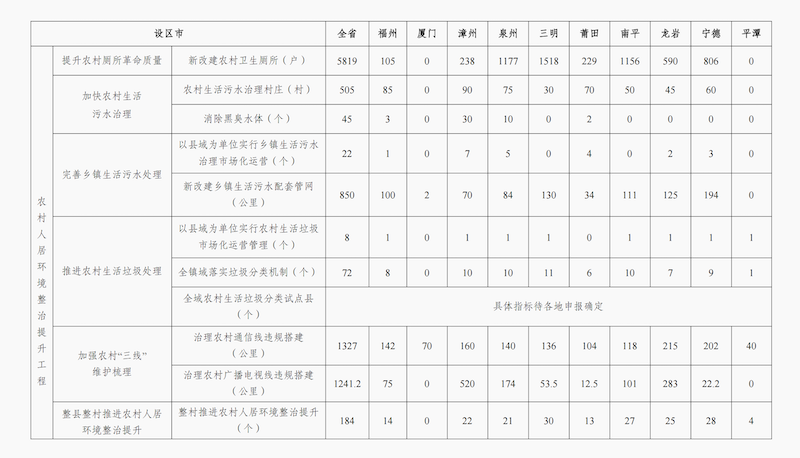 设区市 全省 福州 厦门 漳州 泉州 三明 莆田 南平 龙岩 宁德 平潭
农村人居环境整治提升工程
提升农村厕所革命质量 新改建农村卫生厕所（户） 5819 105 0 238 1177 1518 229 1156 590 806 0
加快农村生活
污水治理
农村生活污水治理村庄（村） 505 85 0 90 75 30 70 50 45 60 0
消除黑臭水体（个） 45 3 0 30 10 0 2 0 0 0 0
完善乡镇生活污水处理
以县域为单位实行乡镇生活污水
治理市场化运营（个） 22 1 0 7 5 0 4 0 2 3 0
新改建乡镇生活污水配套管网
（公里） 850 100 2 70 84 130 34 111 125 194 0
推进农村生活垃圾处理
以县域为单位实行农村生活垃圾
市场化运营管理（个） 8 1 0 1 1 1 0 1 1 1 1
全镇域落实垃圾分类机制（个） 72 8 0 10 10 11 6 10 7 9 1
全域农村生活垃圾分类试点县
（个） 具体指标待各地申报确定
加强农村“三线”
维护梳理
治理农村通信线违规搭建
（公里） 1327 142 70 160 140 136 104 118 215 202 40
治理农村广播电视线违规搭建
（公里） 1241.2 75 0 520 174 53.5 12.5 101 283 22.2 0
整县整村推进农村人居
环境整治提升
整村推进农村人居环境整治提升
（个） 184 14 0 22 21 30 13 27 25 28 4